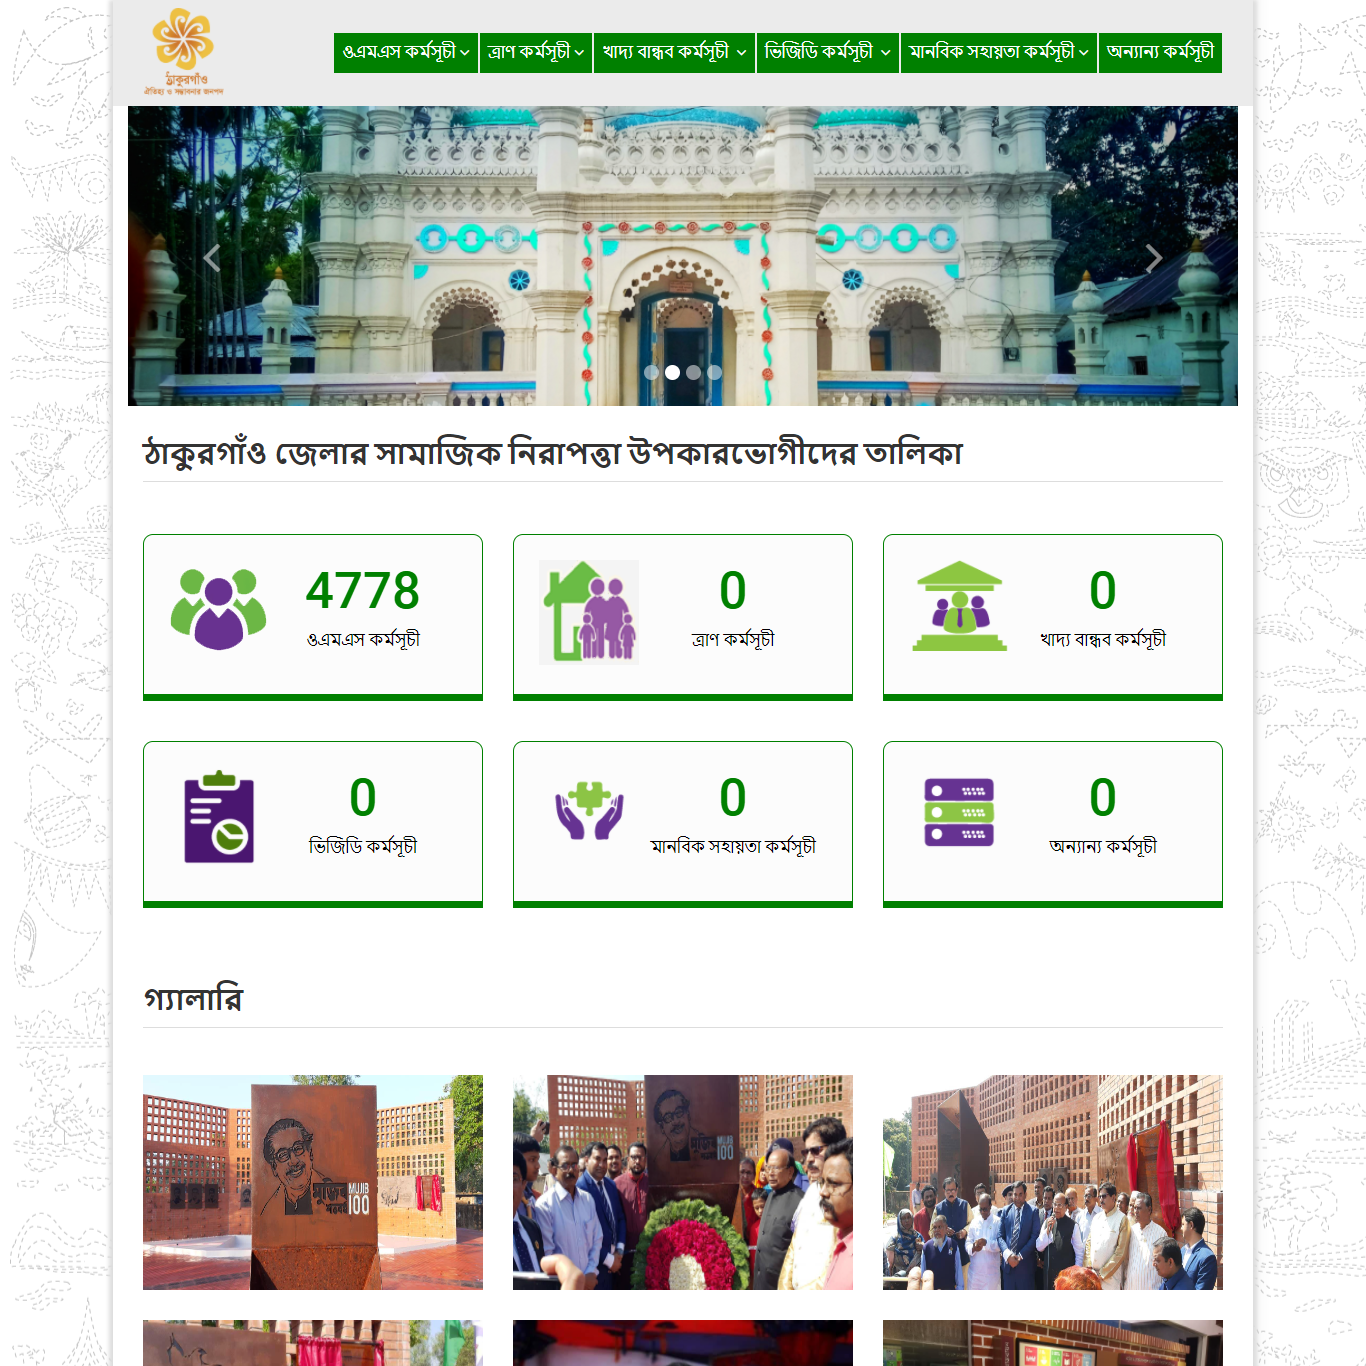 ঠাকুরগাঁও
ঐতিহ্য ও সম্ভাবনার জনপদ
ওএমএস কর্মসূচী
ত্রাণ কর্মসূচী
খাদ্য বান্ধব কর্মসূচী
ভিজিডি কর্মসূচী
মানবিক সহায়তা কর্মসূচী
অন্যান্য কর্মসূচী
ঠাকুরগাঁও জেলার সামাজিক নিরাপত্তা উপকারভোগীদের তালিকা
4778
ওএমএস কর্মসূচী
0
ত্রাণ কর্মসূচী
0
খাদ্য বান্ধব কর্মসূচী
0
ভিজিডি কর্মসূচী
0
মানবিক সহায়তা কর্মসূচী
0
অন্যান্য কর্মসূচী
গ্যালারি
মুজিব MUJIB
শতবর্ষ 100
মুজিব MUJIB
100